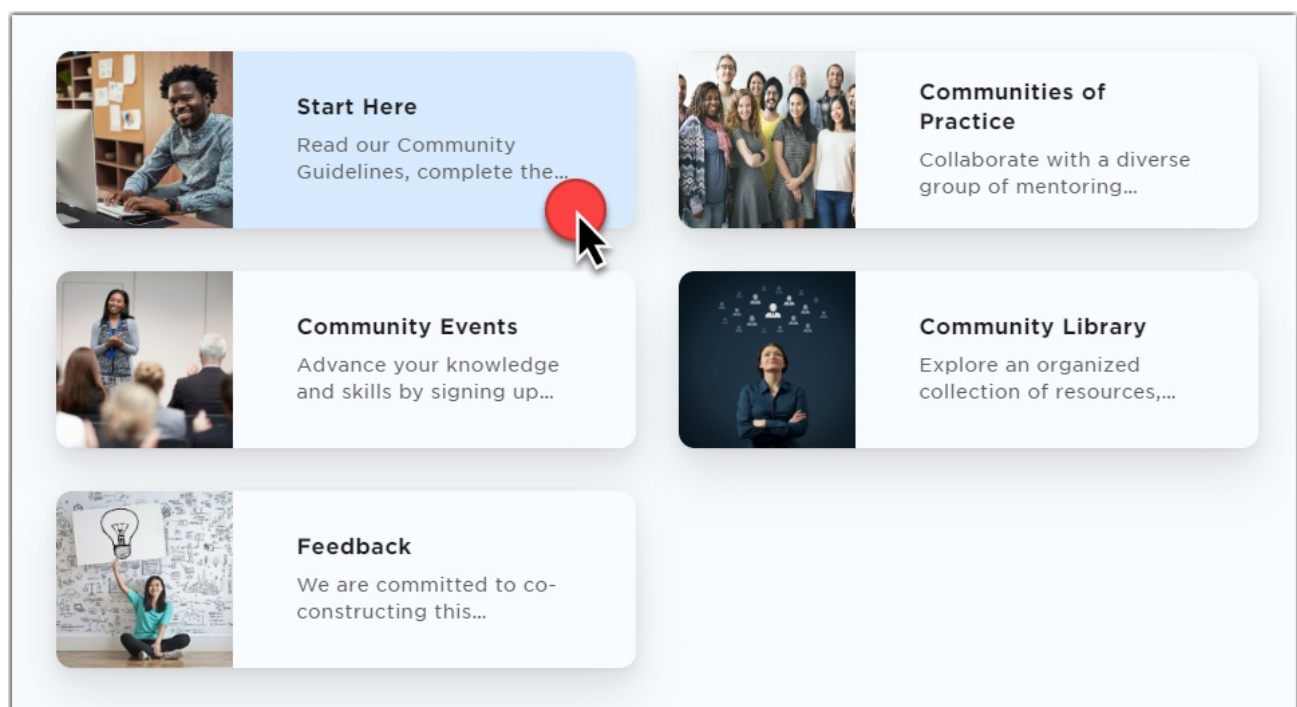 Start Here
Read our Community
Guidelines, complete the...
Communities of
Practice
Collaborate with a diverse
group of mentoring...
Community Events
Advance your knowledge
and skills by signing up...
Community Library
Explore an organized
collection of resources,...
Feedback
We are committed to co-
constructing this...